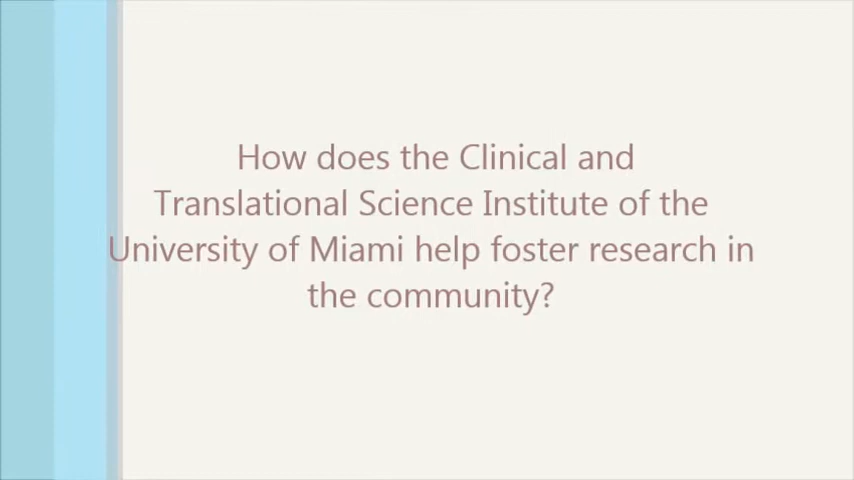 How does the Clinical and
Translational Science Institute of the
University of Miami help foster research in
the community?